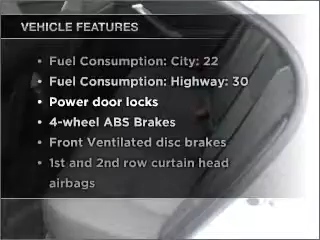 VEHICLE FEATURES
• Fuel Consumption: City: 22
• Fuel Consumption: Highway: 30
• Power door locks
• 4-wheel ABS Brakes
• Front Ventilated disc brakes
• 1st and 2nd row curtain head
airbags